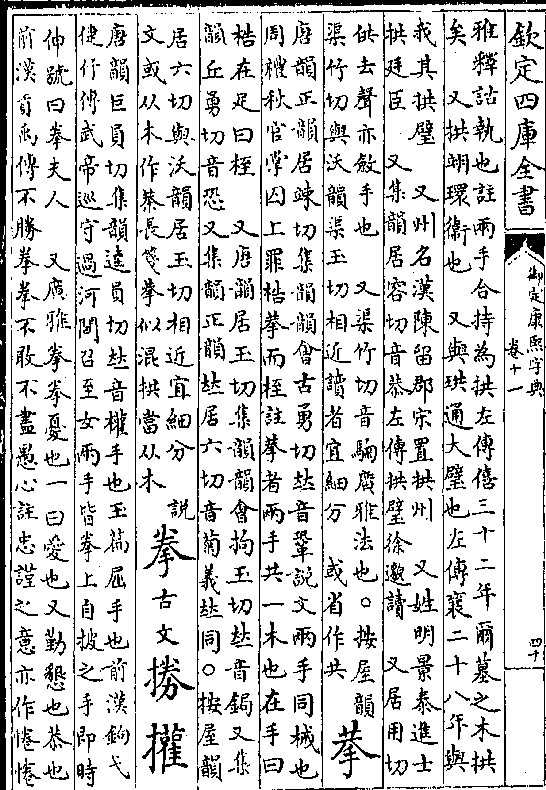 欽定四庫全書
御定康熙字典
卷十一
四十
雅釋詁執也註兩手合持為拱左傳僖三十二年爾墓之木拱
矣 又拱翊環衞也 又與珙通大璧也左傳襄二十八年與
我其拱璧 又州名漢陳留郡宋置拱州 又姓明景泰進士
拱廷臣 又集韻居容切音恭左傳拱璧徐邈讀 又居用切
供去聲亦斂手也 又渠竹切音騧廣雅法也○按屋韻
渠竹切與沃韻渠玉切相近讀者宜細分 或省作共
拲
唐韻正韻居竦切集韻韻會古勇切𠀤音鞏說文兩手同械也
周禮秋官掌囚上罪梏拲而桎註拲者兩手共一木也在手曰
梏在足曰桎 又唐韻居玉切集韻韻會拘玉切𠀤音鋦又集
韻丘勇切音恐 又集韻正韻𠀤居六切音菊義𠀤同○按屋韻
居六切與沃韻居玉切相近宜細分 說
文或从木作𣓁長箋拲似混拱當从木
拳古文𢮏㩲
唐韻巨員切集韻逵員切𠀤音權手也玉篇屈手也前漢鉤弋
倢伃傳武帝巡守過河間召至女兩手皆拳上自披之手即時
伸號曰拳夫人 又廣雅拳拳憂也一曰愛也又勤懇也恭也
前漢貢禹傳不勝拳拳不敢不盡愚心註忠謹之意亦作惓惓